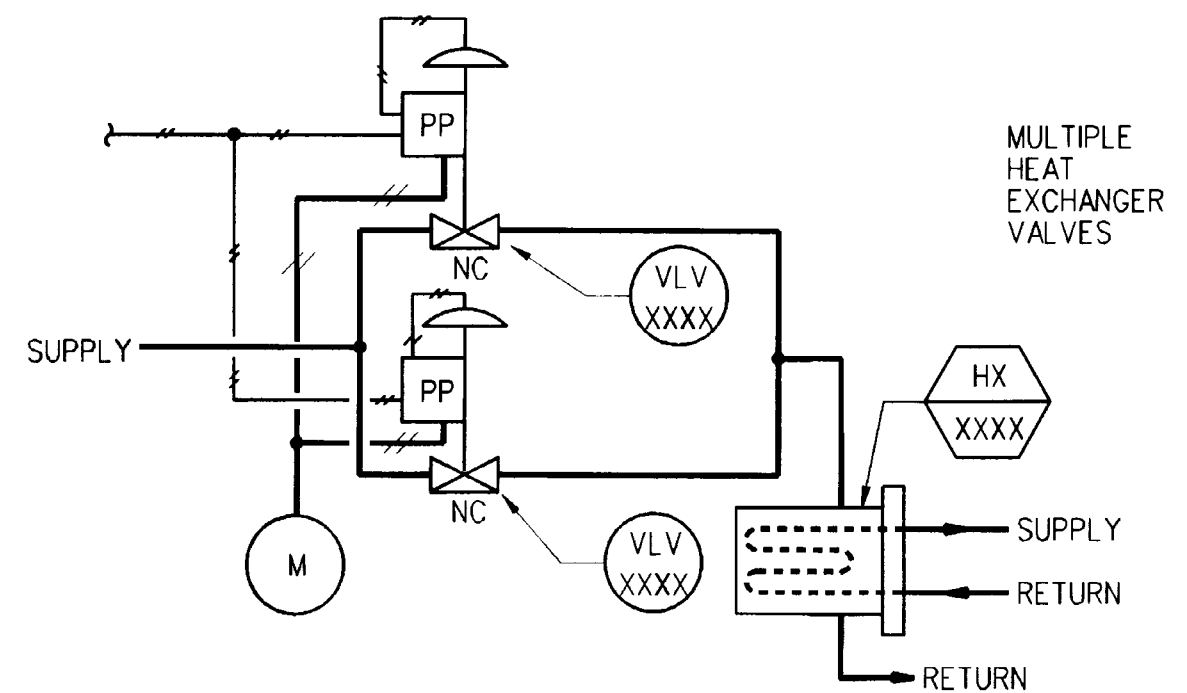 PP
MULTIPLE
HEAT
EXCHANGER
VALVES
NC
VLV
XXXX
SUPPLY
PP
HX
XXXX
NC
VLV
XXXX
M
SUPPLY
RETURN
RETURN